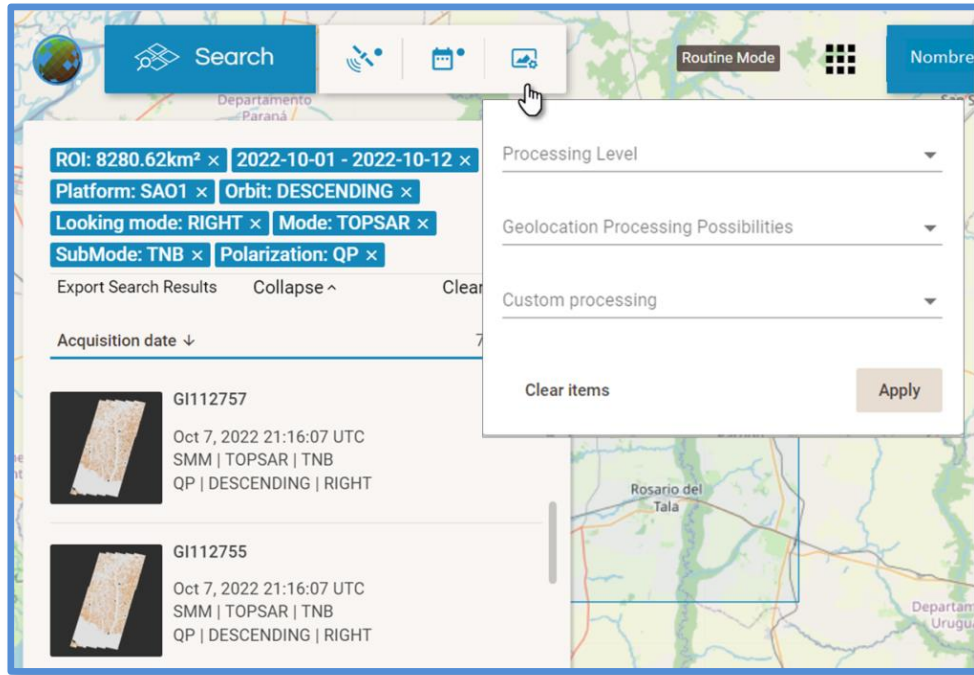 Search
Routine Mode
Nombre
Departamento
Paraná
ROI: 8280.62km² × 2022-10-01 - 2022-10-12 ×
Platform: SAO1 × Orbit: DESCENDING ×
Looking mode: RIGHT × Mode: TOPSAR ×
SubMode: TNB × Polarization: QP ×
Export Search Results Collapse Clear
Acquisition date ↓ 7
GI112757
Oct 7, 2022 21:16:07 UTC
SMM | TOPSAR | TNB
QP | DESCENDING | RIGHT
GI112755
Oct 7, 2022 21:16:07 UTC
SMM | TOPSAR | TNB
QP | DESCENDING | RIGHT
Processing Level
Geolocation Processing Possibilities
Custom processing
Clear items Apply
Rosario del
Tala
Departam
Urugu